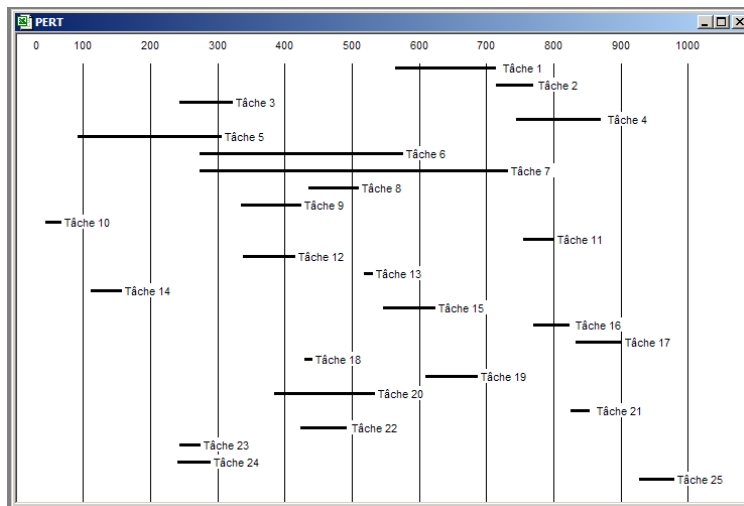 PERT
0 100 200 300 400 500 600 700 800 900 1000
Tâche 1
Tâche 2
Tâche 3
Tâche 4
Tâche 5
Tâche 6
Tâche 7
Tâche 8
Tâche 9
Tâche 10
Tâche 11
Tâche 12
Tâche 13
Tâche 14
Tâche 15
Tâche 16
Tâche 17
Tâche 18
Tâche 19
Tâche 20
Tâche 21
Tâche 22
Tâche 23
Tâche 24
Tâche 25